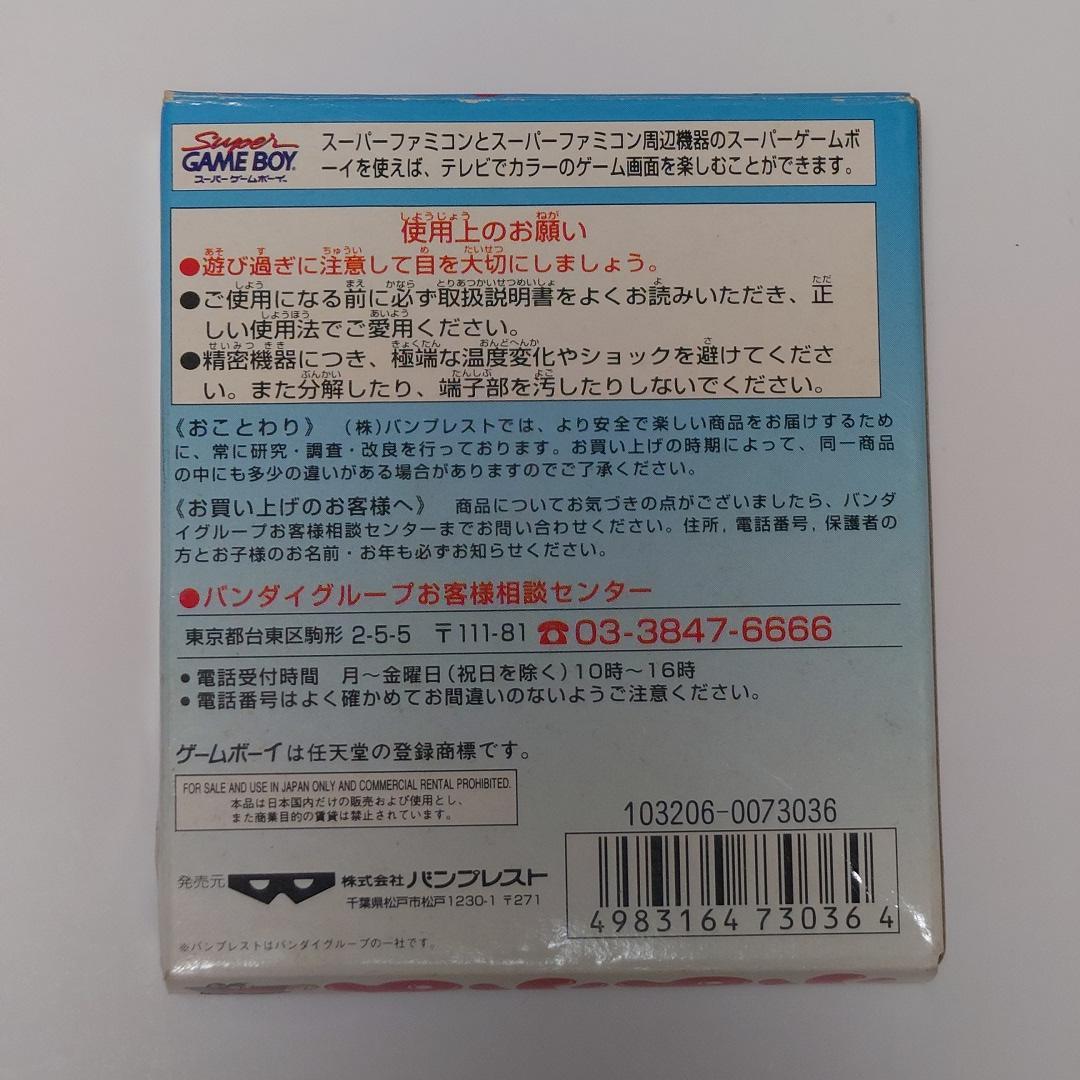 Super
GAME BOY
スーパーゲームボーイ
スーパーファミコンとスーパーファミコン周辺機器のスーパーゲームボ
ーイを使えば、テレビでカラーのゲーム画面を楽しむことができます。
使用上のお願い
●遊び過ぎに注意して目を大切にしましょう。
●ご使用になる前に必ず取扱説明書をよくお読みいただき、正
しい使用法でご愛用ください。
●精密機器につき、極端な温度変化やショックを避けてくださ
い。また分解したり、端子部を汚したりしないでください。
《おことわり》 (株)バンプレストでは、より安全で楽しい商品をお届けするため
に、常に研究・調査・改良を行っております。お買い上げの時期によって、同一商品
の中にも多少の違いがある場合がありますのでご了承ください。
《お買い上げのお客様へ》 商品についてお気づきの点がございましたら、バンダ
イグループお客様相談センターまでお問い合わせください。住所, 電話番号, 保護者の
方とお子様のお名前・お年も必ずお知らせください。
●バンダイグループお客様相談センター
東京都台東区駒形 2-5-5 〒111-81 ☎03-3847-6666
●電話受付時間 月〜金曜日(祝日を除く)10時〜16時
●電話番号はよく確かめてお間違いのないようご注意ください。
ゲームボーイは任天堂の登録商標です。
FOR SALE AND USE IN JAPAN ONLY AND COMMERCIAL RENTAL PROHIBITED.
本品は日本国内だけの販売および使用とし、
また商業目的の賃貸は禁止されています。
103206-0073036
4983164730364
発売元 株式会社 バンプレスト
千葉県松戸市松戸1230-1 〒271
※バンプレストはバンダイグループの一社です。